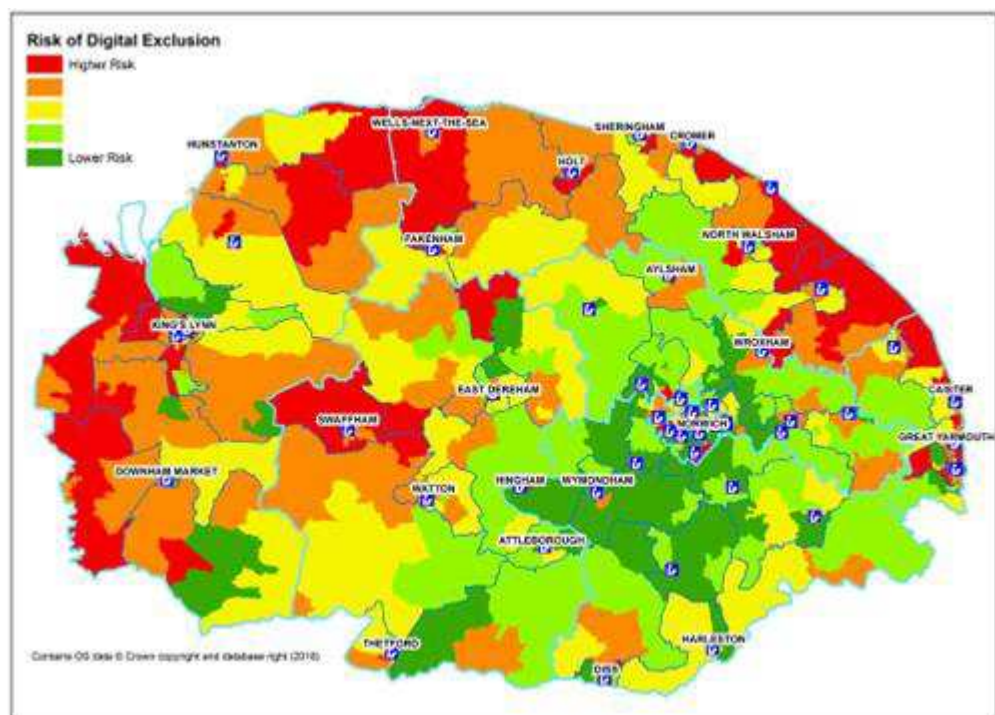 Risk of Digital Exclusion
Higher Risk
Lower Risk
WELLS-NEXT-THE-SEA
SHERINGHAM
CROMER
HUNSTANTON
HOLT
NORTH WALSHAM
FAKENHAM
AYLSHAM
KING'S LYNN
WROXHAM
EAST DEREHAM
CAISTER
SWAFFHAM
NORWICH
GREAT YARMOUTH
DOWNHAM MARKET
WATTON
HINGHAM
WYMONDHAM
ATTLEBOROUGH
THETFORD
HARLESTON
DISS
Contains OS data © Crown copyright and database right (2018)